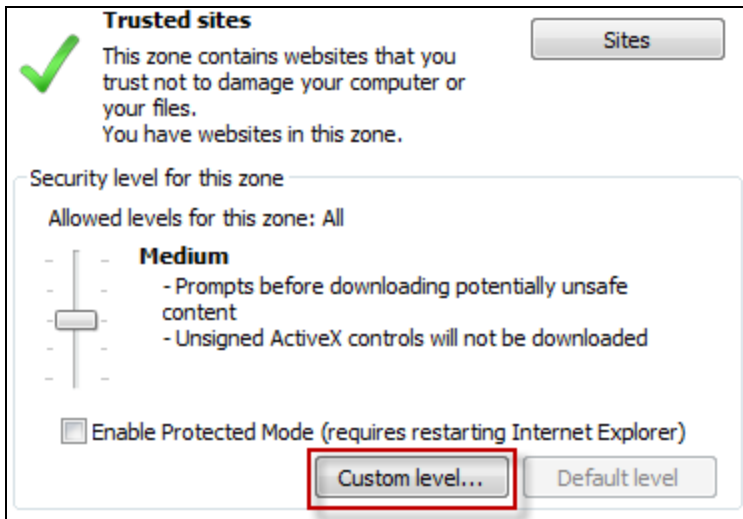 Trusted sites
Sites
This zone contains websites that you
trust not to damage your computer or
your files.
You have websites in this zone.
Security level for this zone
Allowed levels for this zone: All
Medium
- Prompts before downloading potentially unsafe
content
- Unsigned ActiveX controls will not be downloaded
Enable Protected Mode (requires restarting Internet Explorer)
Custom level...
Default level